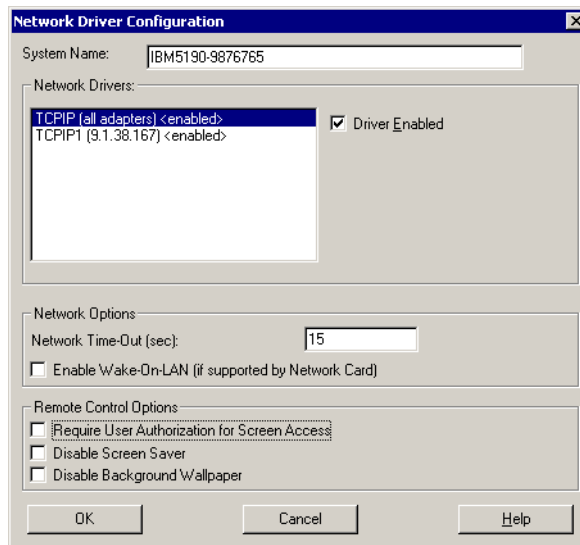 Network Driver Configuration
System Name: IBM5190-9876765
Network Drivers:
TCPIP (all adapters) <enabled>
TCPIP1 (9.1.38.167) <enabled>
Driver Enabled
Network Options
Network Time-Out (sec): 15
Enable Wake-On-LAN (if supported by Network Card)
Remote Control Options
Require User Authorization for Screen Access
Disable Screen Saver
Disable Background Wallpaper
OK Cancel Help